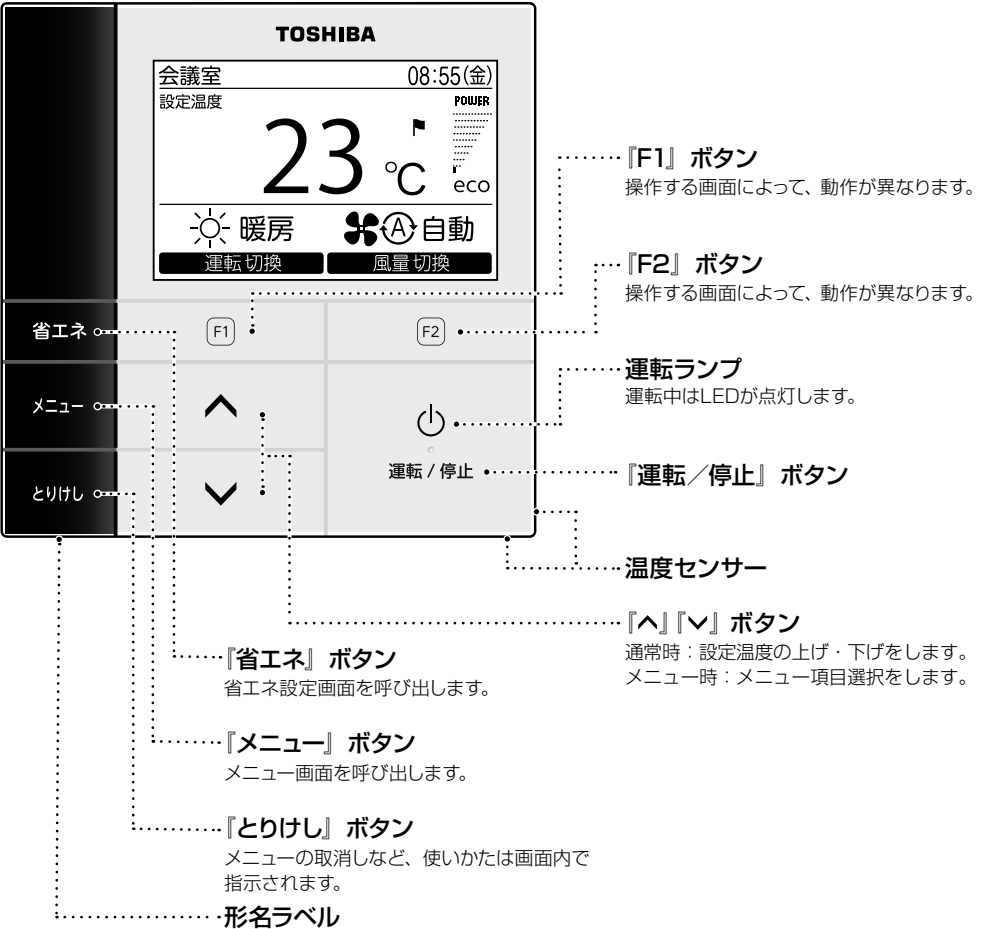 TOSHIBA
会議室 08:55(金)
設定温度 POWER
23 °C eco
暖房 A 自動
運転切換 風量切換
省エネ F1 F2
メニュー
運転 / 停止
とりけし
『F1』 ボタン
操作する画面によって、動作が異なります。
『F2』 ボタン
操作する画面によって、動作が異なります。
運転ランプ
運転中はLEDが点灯します。
『運転／停止』 ボタン
温度センサー
『∧』『∨』 ボタン
通常時：設定温度の上げ・下げをします。
メニュー時：メニュー項目選択をします。
『省エネ』 ボタン
省エネ設定画面を呼び出します。
『メニュー』 ボタン
メニュー画面を呼び出します。
『とりけし』 ボタン
メニューの取消しなど、使いかたは画面内で
指示されます。
形名ラベル